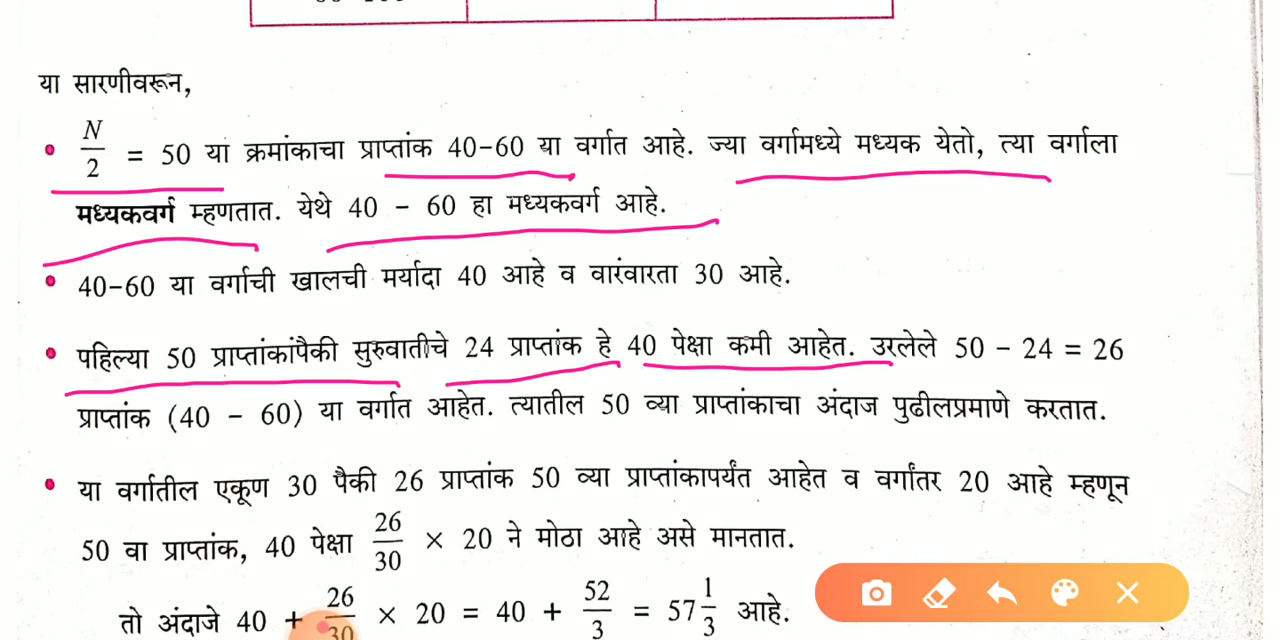 या सारणीवरून,
N/2 = 50 या क्रमांकाचा प्राप्तांक 40-60 या वर्गात आहे. ज्या वर्गामध्ये मध्यक येतो, त्या वर्गाला
मध्यकवर्ग म्हणतात. येथे 40 - 60 हा मध्यकवर्ग आहे.
40-60 या वर्गाची खालची मर्यादा 40 आहे व वारंवारता 30 आहे.
पहिल्या 50 प्राप्तांकांपैकी सुरुवातीचे 24 प्राप्तांक हे 40 पेक्षा कमी आहेत. उरलेले 50 - 24 = 26
प्राप्तांक (40 - 60) या वर्गात आहेत. त्यातील 50 व्या प्राप्तांकाचा अंदाज पुढीलप्रमाणे करतात.
या वर्गातील एकूण 30 पैकी 26 प्राप्तांक 50 व्या प्राप्तांकापर्यंत आहेत व वर्गांतर 20 आहे म्हणून
50 वा प्राप्तांक, 40 पेक्षा 26/30 × 20 ने मोठा आहे असे मानतात.
तो अंदाजे 40 + 26/30 × 20 = 40 + 52/3 = 57 1/3 आहे.